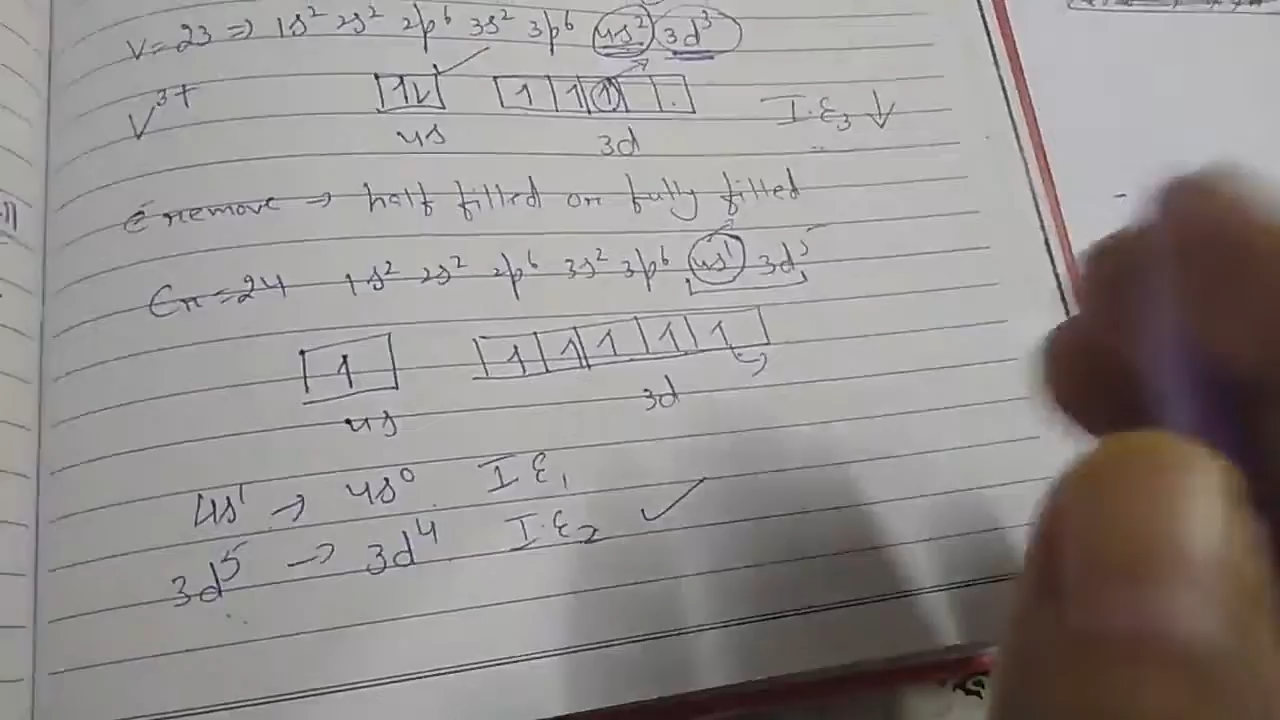 V=23 ⇒ 1s² 2s² 2p⁶ 3s² 3p⁶ 4s² 3d³
V³⁺ 1↓ 1 1 1 I.E₃ ↓
4s 3d
é remove → half filled or fully filled
Cr=24 1s² 2s² 2p⁶ 3s² 3p⁶ 4s¹ 3d⁵
1 1 1 1 1 1
4s 3d
4s¹ → 4s⁰ I E₁
3d⁵ → 3d⁴ I.E₂ ✓